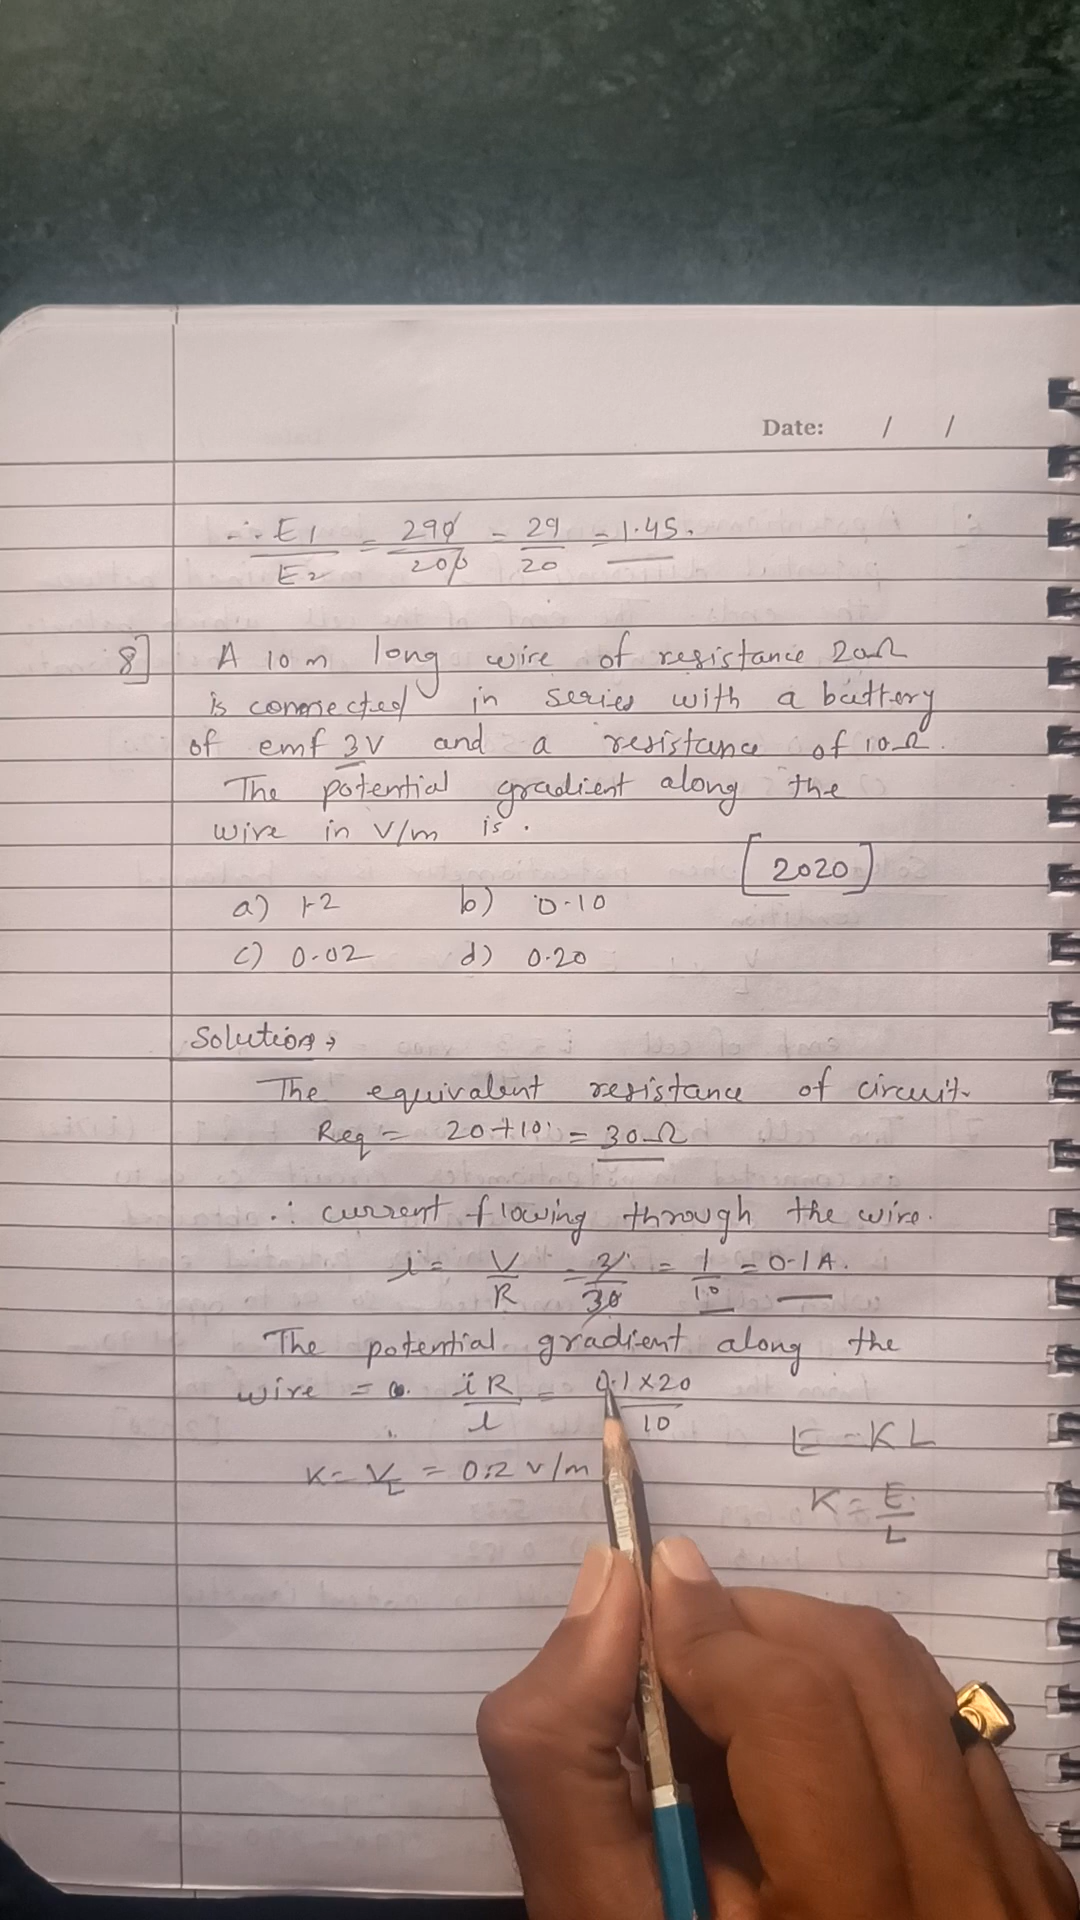 Date: / /
∴ E1/E2 = 290/200 = 29/20 = 1.45.
8] A 10 m long wire of resistance 20Ω
is connected in series with a battery
of emf 3V and a resistance of 10Ω.
The potential gradient along the
wire in V/m is.
[2020]
a) 1.2 b) 0.10
c) 0.02 d) 0.20
Solution →
The equivalent resistance of circuit.
Req = 20+10 = 30Ω
∴ current flowing through the wire.
i = V/R = 3/30 = 1/10 = 0.1A.
The potential gradient along the
wire = iR/l = 0.1×20/10
E = KL
K = V/L = 0.2 v/m
K = E/L